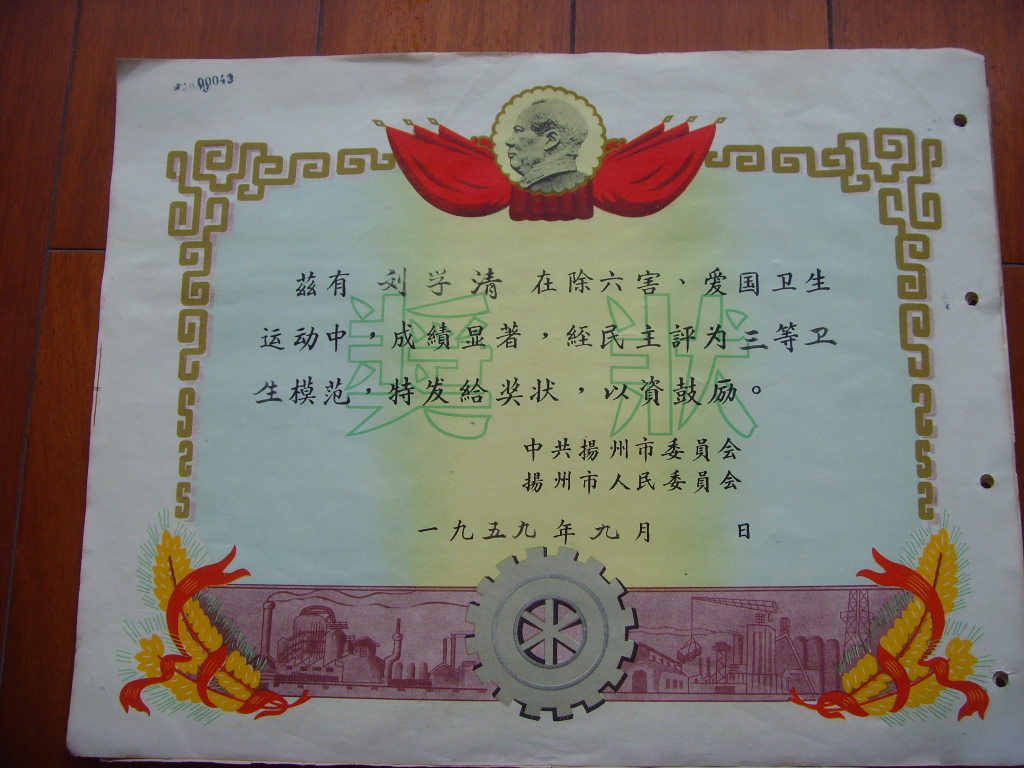 00043
奬状
兹有 刘学清 在除六害、爱国卫生
运动中，成績显著，經民主評为三等卫
生模范，特发給奖状，以資鼓励。
中共揚州市委員会
揚州市人民委員会
一九五九年九月 日